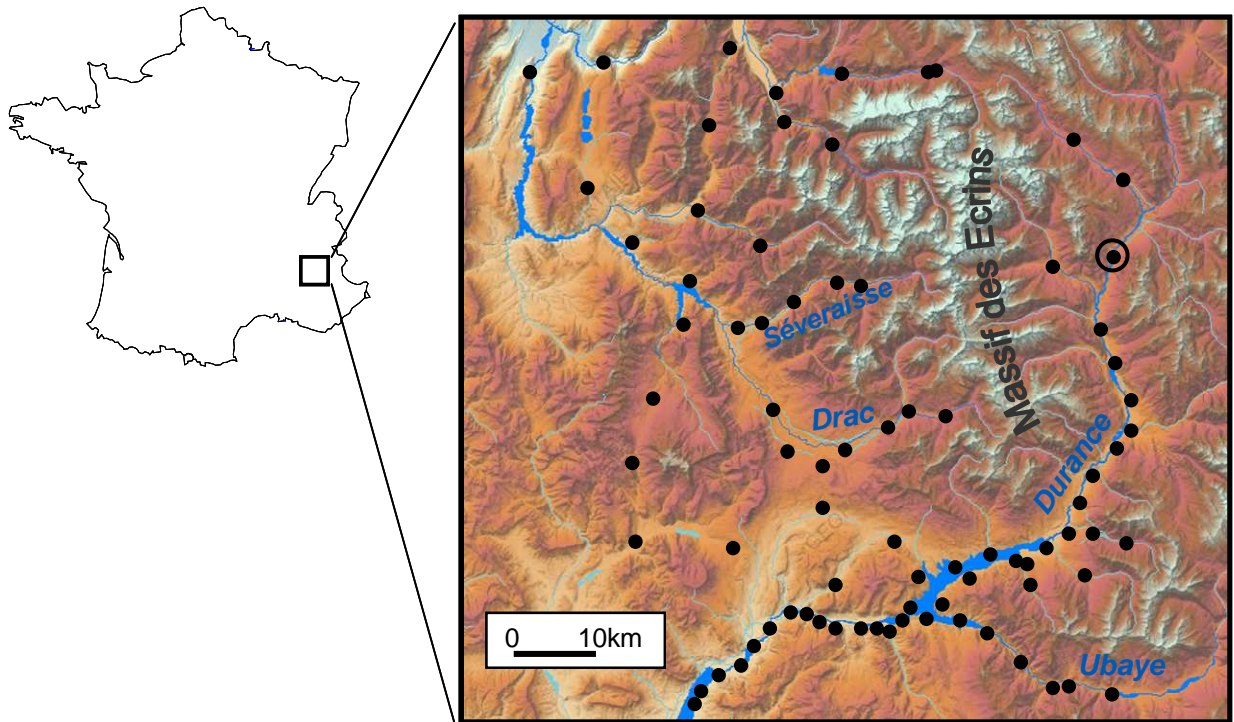 Massif des Ecrins
Séveraisse
Drac
Durance
0 10km
Ubaye